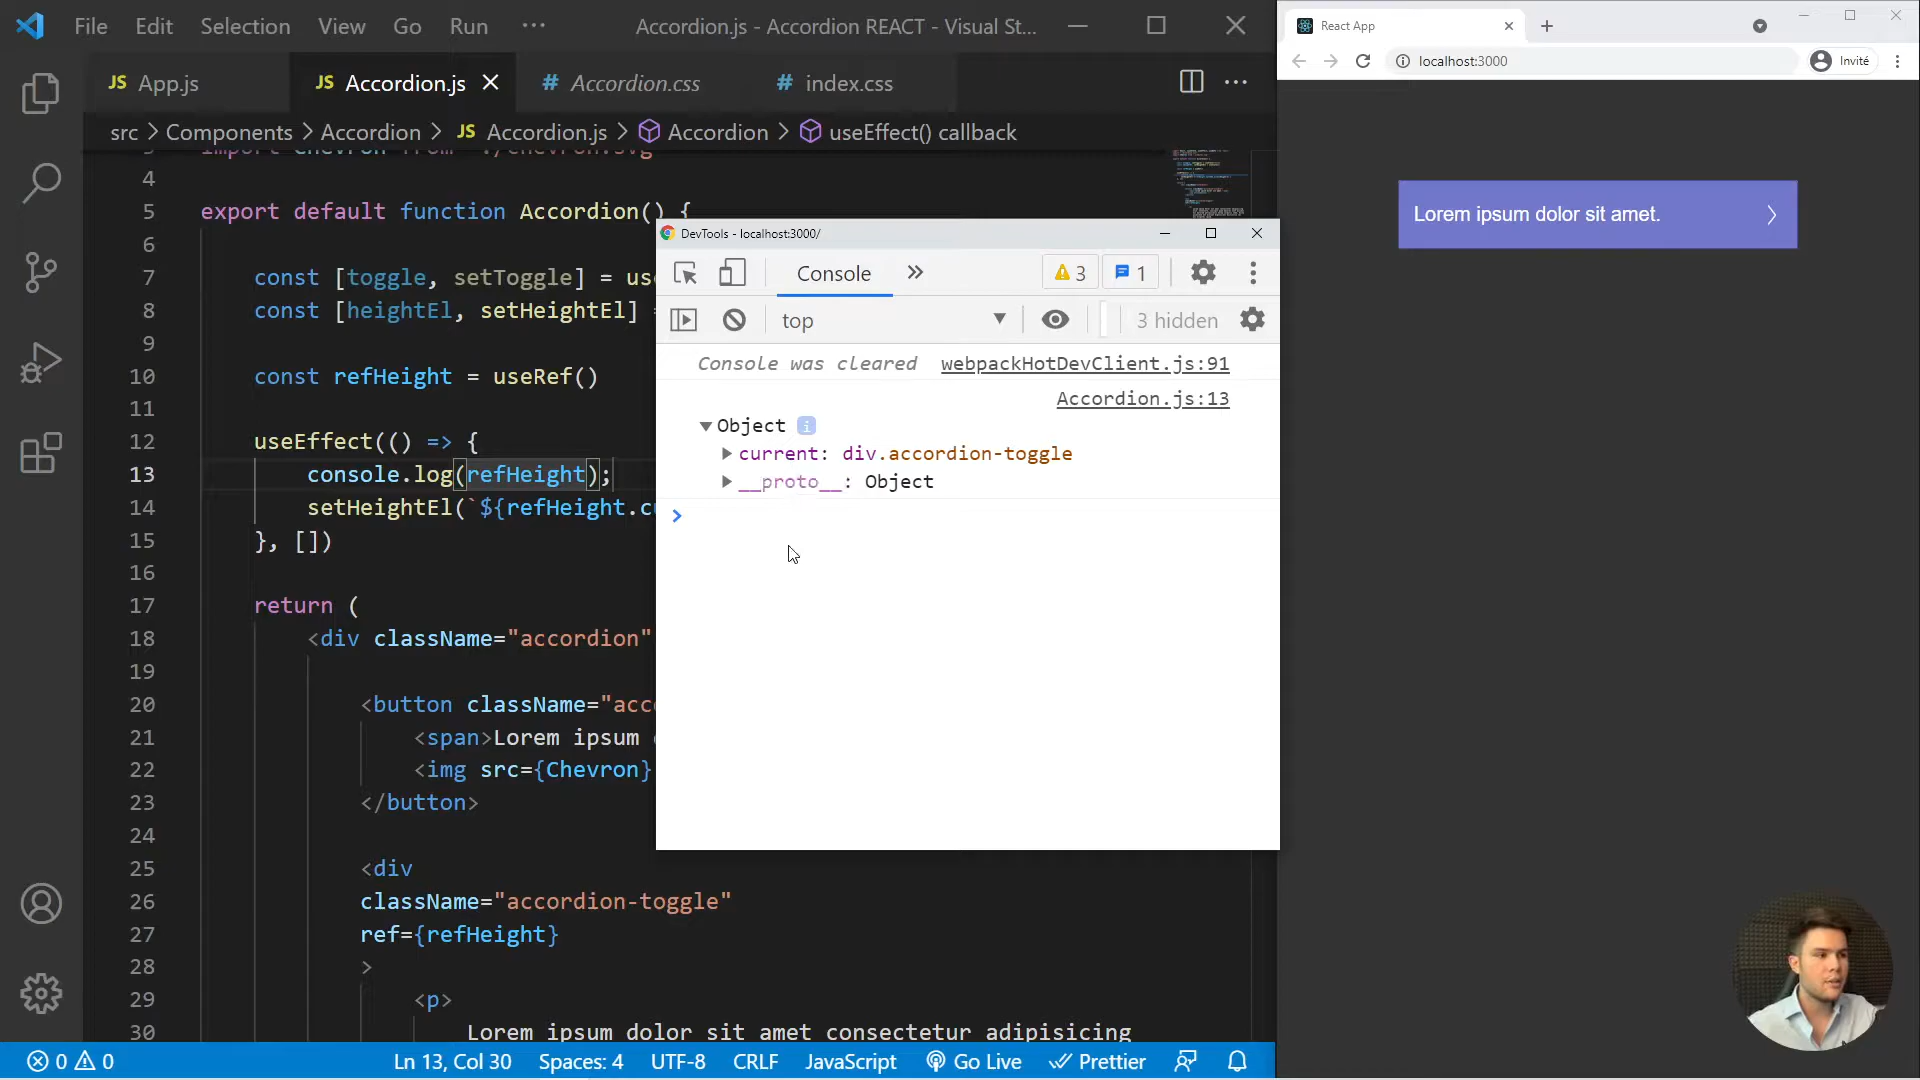 File Edit Selection View Go Run ··· Accordion.js - Accordion REACT - Visual St...
JS App.js JS Accordion.js # Accordion.css # index.css
src > Components > Accordion > JS Accordion.js > Accordion > useEffect() callback
4
5 export default function Accordion() {
6
7 const [toggle, setToggle] = us
8 const [heightEl, setHeightEl] =
9
10 const refHeight = useRef()
11
12 useEffect(() => {
13 console.log(refHeight);
14 setHeightEl(`${refHeight.cu
15 }, [])
16
17 return (
18 <div className="accordion"
19
20 <button className="acco
21 <span>Lorem ipsum
22 <img src={Chevron}
23 </button>
24
25 <div
26 className="accordion-toggle"
27 ref={refHeight}
28 >
29 <p>
30 Lorem ipsum dolor sit amet consectetur adipisicing
0 0 Ln 13, Col 30 Spaces: 4 UTF-8 CRLF JavaScript Go Live Prettier
DevTools - localhost:3000/
Console » 3 1
top 3 hidden
Console was cleared webpackHotDevClient.js:91
Accordion.js:13
Object i
current: div.accordion-toggle
__proto__: Object
React App
localhost:3000 Invité
Lorem ipsum dolor sit amet.